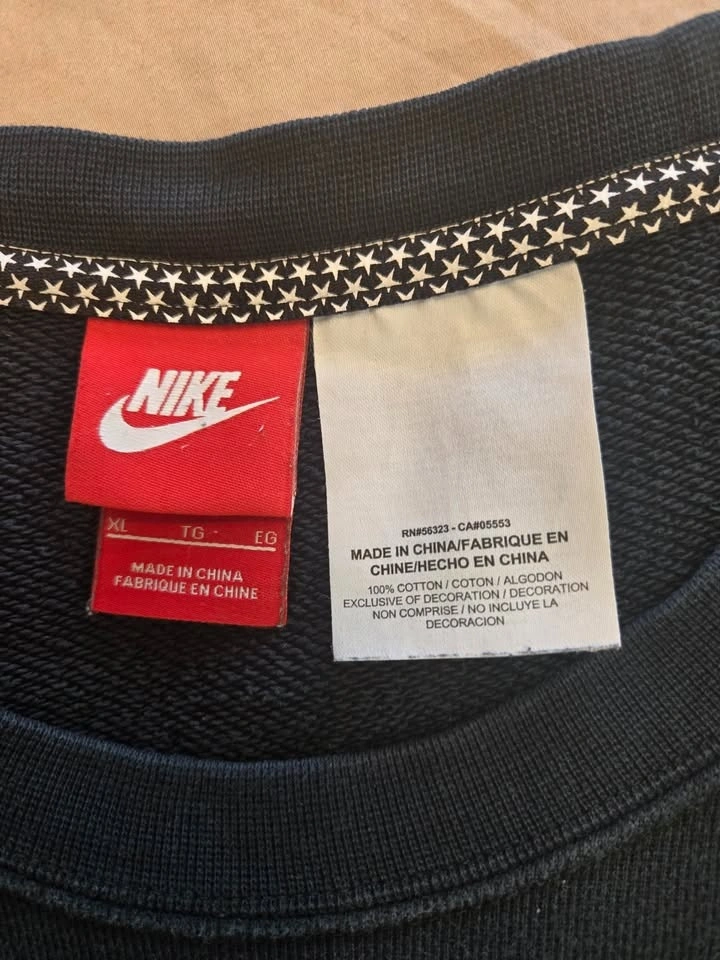 NIKE
XL TG - EG
MADE IN CHINA
FABRIQUE EN CHINE
RN#56323 - CA#05553
MADE IN CHINA/FABRIQUE EN
CHINE/HECHO EN CHINA
100% COTTON / COTON / ALGODON
EXCLUSIVE OF DECORATION / DECORATION
NON COMPRISE / NO INCLUYE LA
DECORACION